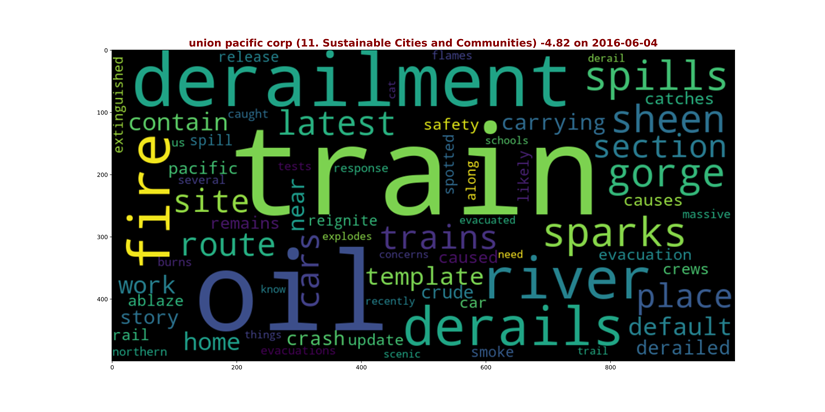 union pacific corp (11. Sustainable Cities and Communities) -4.82 on 2016-06-04
0
100
200
300
400
0
200
400
600
800
extinguished
release
flames
derail
derailment
cat
spills
catches
contain
caught
latest
safety
carrying
sheen
us
spill
train
schools
section
fire
pacific
several
tests
response
spotted
along
likely
gorge
site
near
causes
massive
remains
reignite
evacuated
explodes
sparks
route
cars
trains
burns
concerns
caused
need
evacuation
oil
template
river
crews
work
know
crude
car
place
ablaze
recently
story
derails
default
rail
home
things
crash
update
derailed
northern
evacuations
scenic
smoke
trail